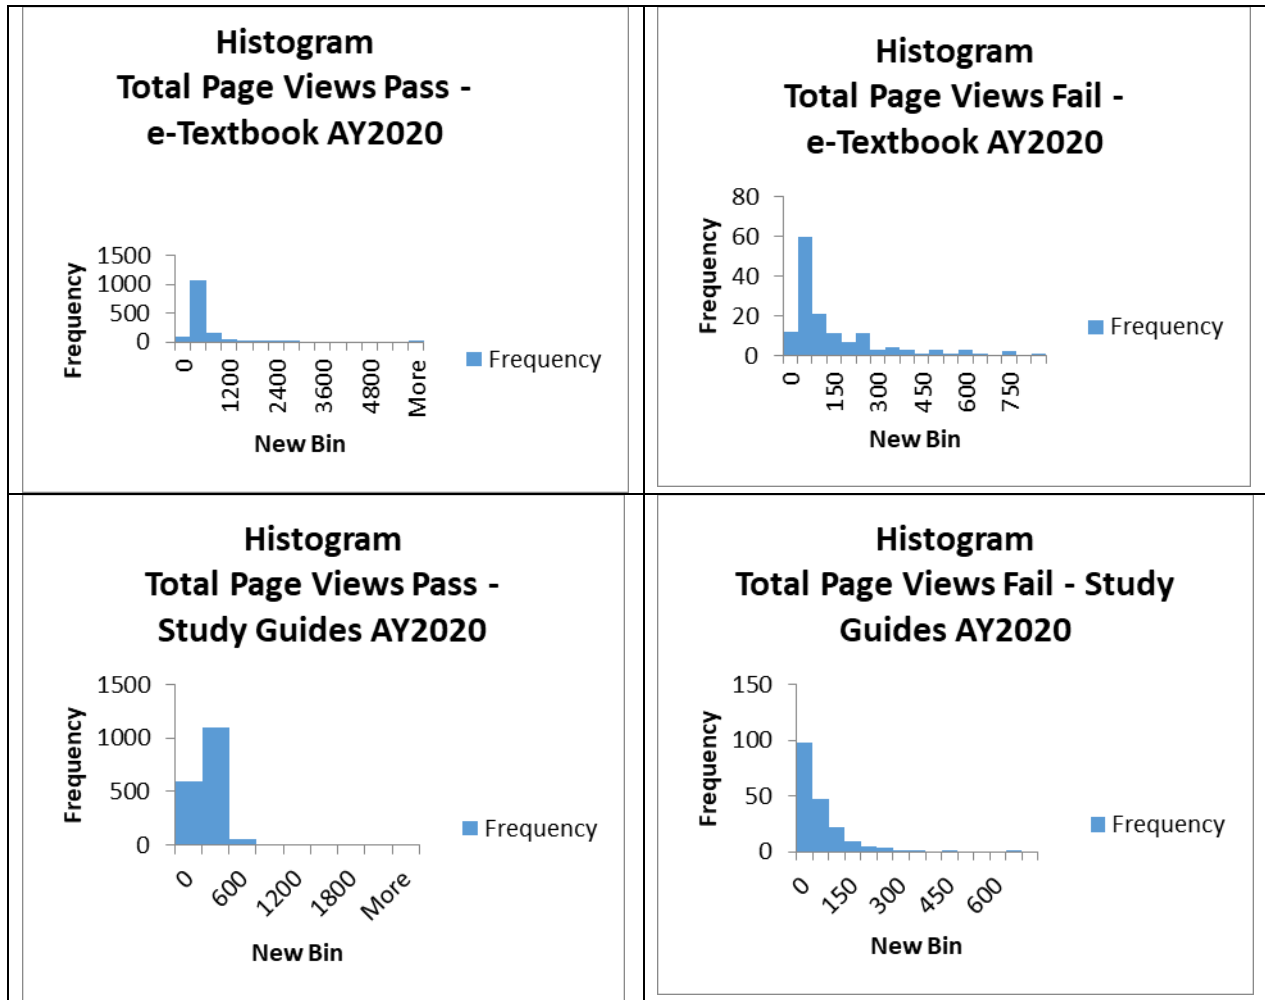 Histogram
Total Page Views Pass -
e-Textbook AY2020
1500
1000
500
0
Frequency
0
1200
2400
3600
4800
More
New Bin
Frequency
Histogram
Total Page Views Fail -
e-Textbook AY2020
80
60
40
20
0
Frequency
0
150
300
450
600
750
New Bin
Frequency
Histogram
Total Page Views Pass -
Study Guides AY2020
1500
1000
500
0
Frequency
0
600
1200
1800
More
New Bin
Frequency
Histogram
Total Page Views Fail - Study
Guides AY2020
150
100
50
0
Frequency
0
150
300
450
600
New Bin
Frequency